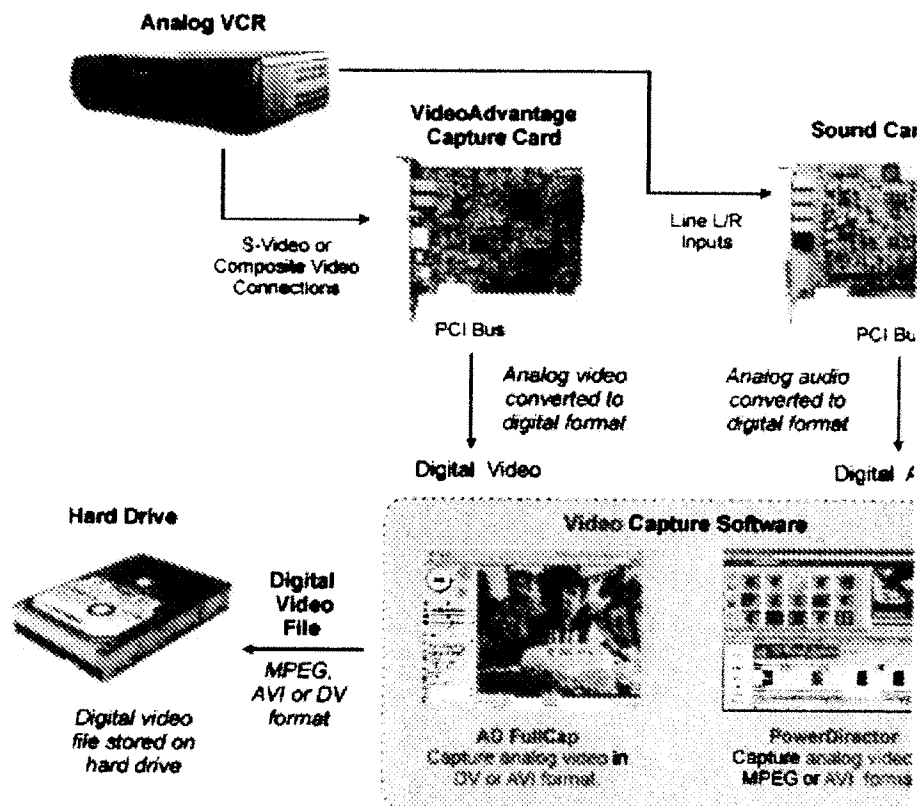 Analog VCR
VideoAdvantage
Capture Card
Sound Car
S-Video or
Composite Video
Connections
Line L/R
Inputs
PCI Bus
PCI Bu
Analog video
converted to
digital format
Analog audio
converted to
digital format
Digital Video
Digital A
Hard Drive
Video Capture Software
Digital
Video
File
MPEG,
AVI or DV
format
Digital video
file stored on
hard drive
AD FullCap
Capture analog video in
DV or AVI format
PowerDirector
Capture analog video
MPEG or AVI forma